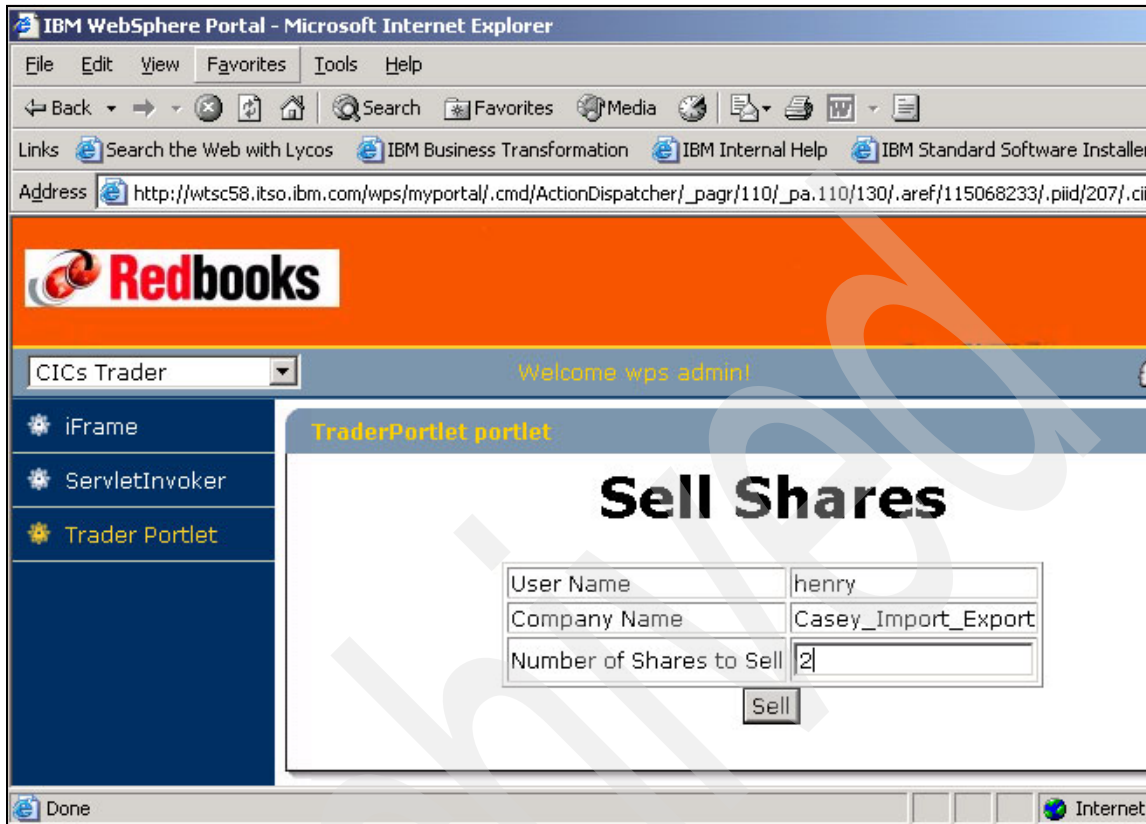 IBM WebSphere Portal - Microsoft Internet Explorer
File Edit View Favorites Tools Help
Back Search Favorites Media
Links Search the Web with Lycos IBM Business Transformation IBM Internal Help IBM Standard Software Installer
Address http://wtsc58.itso.ibm.com/wps/myportal/.cmd/ActionDispatcher/_pagr/110/_pa.110/130/.aref/115068233/.piid/207/.ci
Redbooks
CICs Trader Welcome wps admin!
iFrame
TraderPortlet portlet
ServletInvoker
Sell Shares
Trader Portlet
User Name henry
Company Name Casey_Import_Export
Number of Shares to Sell 2
Sell
Done Internet
hived